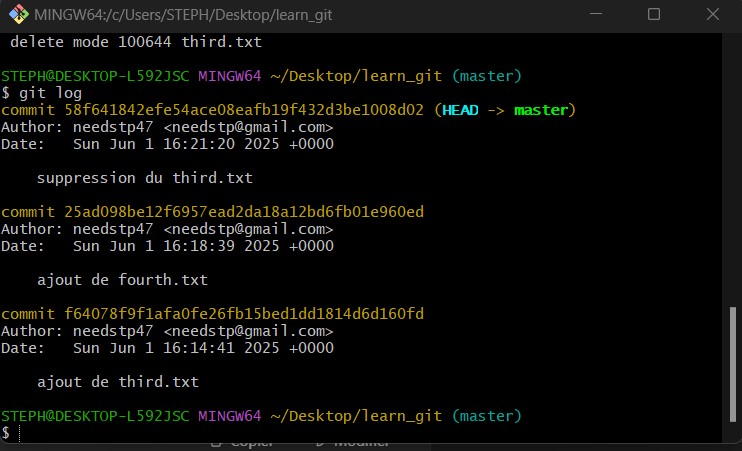 MINGW64:/c/Users/STEPH/Desktop/learn_git
 delete mode 100644 third.txt
STEPH@DESKTOP-L592JSC MINGW64 ~/Desktop/learn_git (master)
$ git log
commit 58f641842efe54ace08eafb19f432d3be1008d02 (HEAD -> master)
Author: needstp47 <needstp@gmail.com>
Date:   Sun Jun 1 16:21:20 2025 +0000
    suppression du third.txt
commit 25ad098be12f6957ead2da18a12bd6fb01e960ed
Author: needstp47 <needstp@gmail.com>
Date:   Sun Jun 1 16:18:39 2025 +0000
    ajout de fourth.txt
commit f64078f9f1afa0fe26fb15bed1dd1814d6d160fd
Author: needstp47 <needstp@gmail.com>
Date:   Sun Jun 1 16:14:41 2025 +0000
    ajout de third.txt
STEPH@DESKTOP-L592JSC MINGW64 ~/Desktop/learn_git (master)
$
Copier Modifier